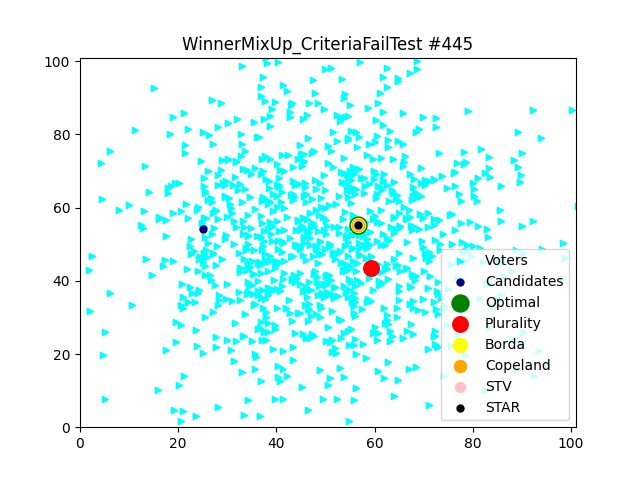 WinnerMixUp_CriteriaFailTest #445
100
80
60
40
20
0
0
20
40
60
80
100
Voters
Candidates
Optimal
Plurality
Borda
Copeland
STV
STAR